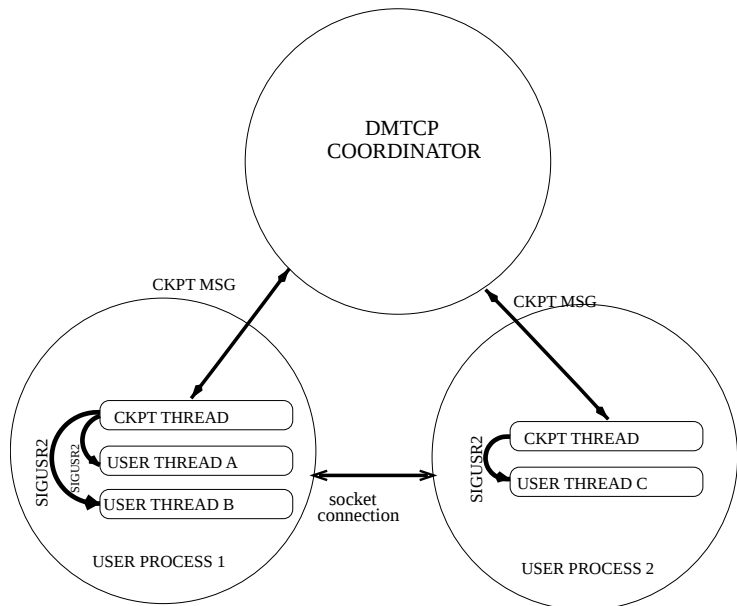 DMTCP
COORDINATOR
CKPT MSG
CKPT MSG
CKPT THREAD
SIGUSR2
SIGUSR2
USER THREAD A
USER THREAD B
USER PROCESS 1
socket
connection
CKPT THREAD
SIGUSR2
USER THREAD C
USER PROCESS 2